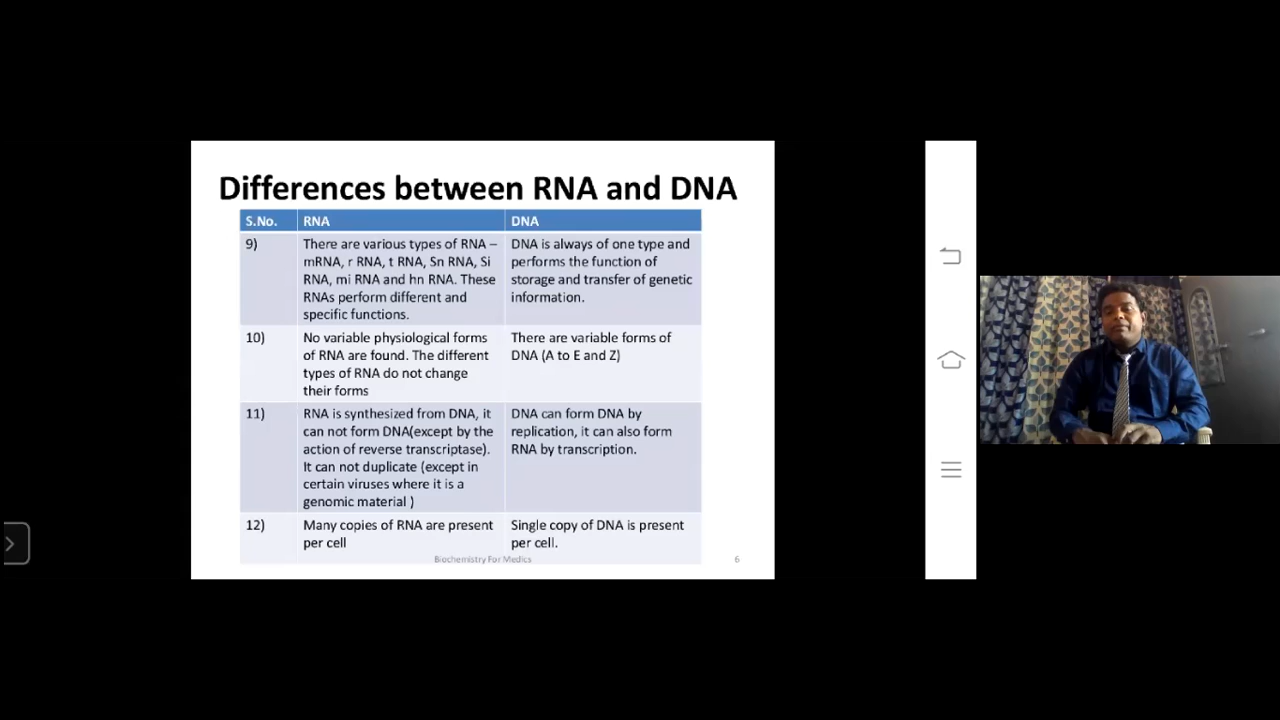 Differences between RNA and DNA
S.No. RNA DNA
9) There are various types of RNA –
mRNA, r RNA, t RNA, Sn RNA, Si
RNA, mi RNA and hn RNA. These
RNAs perform different and
specific functions.
DNA is always of one type and
performs the function of
storage and transfer of genetic
information.
10) No variable physiological forms
of RNA are found. The different
types of RNA do not change
their forms
There are variable forms of
DNA (A to E and Z)
11) RNA is synthesized from DNA, it
can not form DNA(except by the
action of reverse transcriptase).
It can not duplicate (except in
certain viruses where it is a
genomic material )
DNA can form DNA by
replication, it can also form
RNA by transcription.
12) Many copies of RNA are present
per cell
Single copy of DNA is present
per cell.
Biochemistry For Medics 6